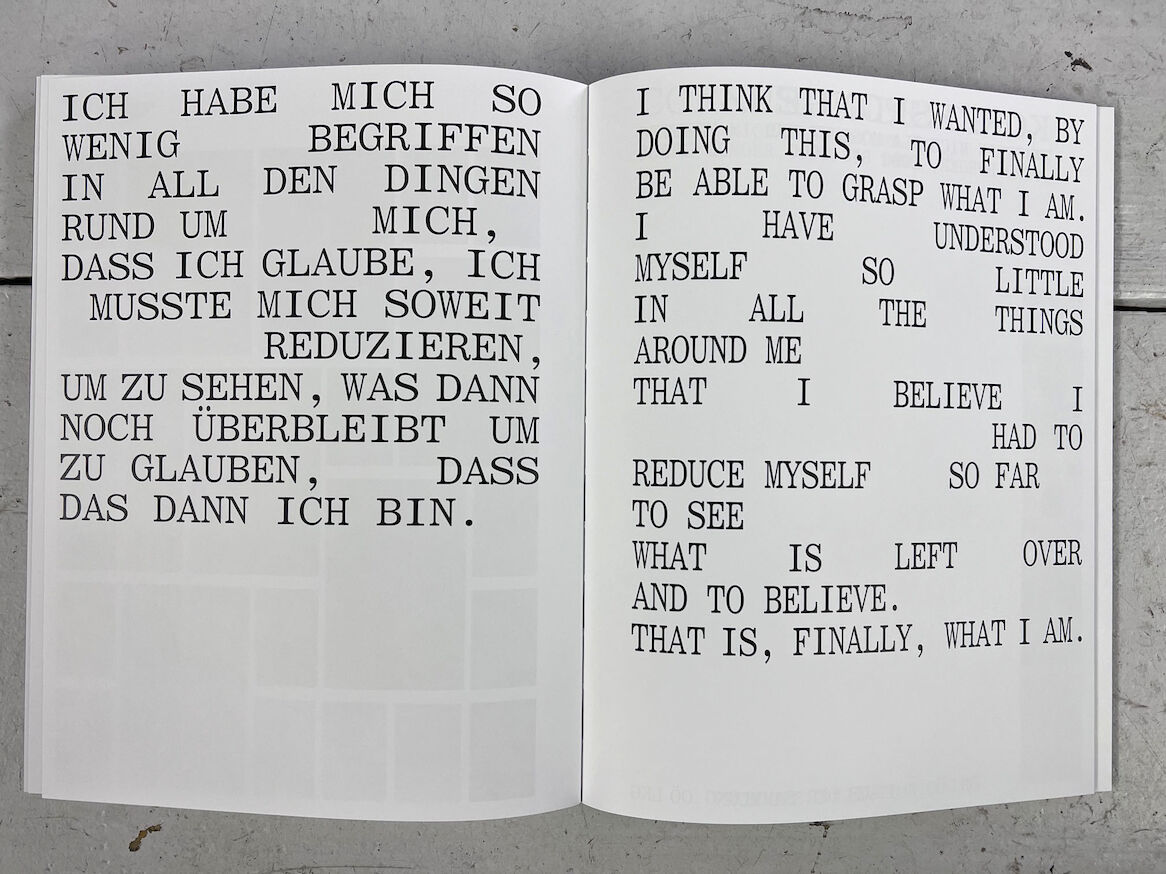 ICH HABE MICH SO
WENIG BEGRIFFEN
IN ALL DEN DINGEN
RUND UM MICH,
DASS ICH GLAUBE, ICH
MUSSTE MICH SOWEIT
REDUZIEREN,
UM ZU SEHEN, WAS DANN
NOCH ÜBERBLEIBT UM
ZU GLAUBEN, DASS
DAS DANN ICH BIN.
I THINK THAT I WANTED, BY
DOING THIS, TO FINALLY
BE ABLE TO GRASP WHAT I AM.
I HAVE UNDERSTOOD
MYSELF SO LITTLE
IN ALL THE THINGS
AROUND ME
THAT I BELIEVE I
HAD TO
REDUCE MYSELF SO FAR
TO SEE
WHAT IS LEFT OVER
AND TO BELIEVE.
THAT IS, FINALLY, WHAT I AM.